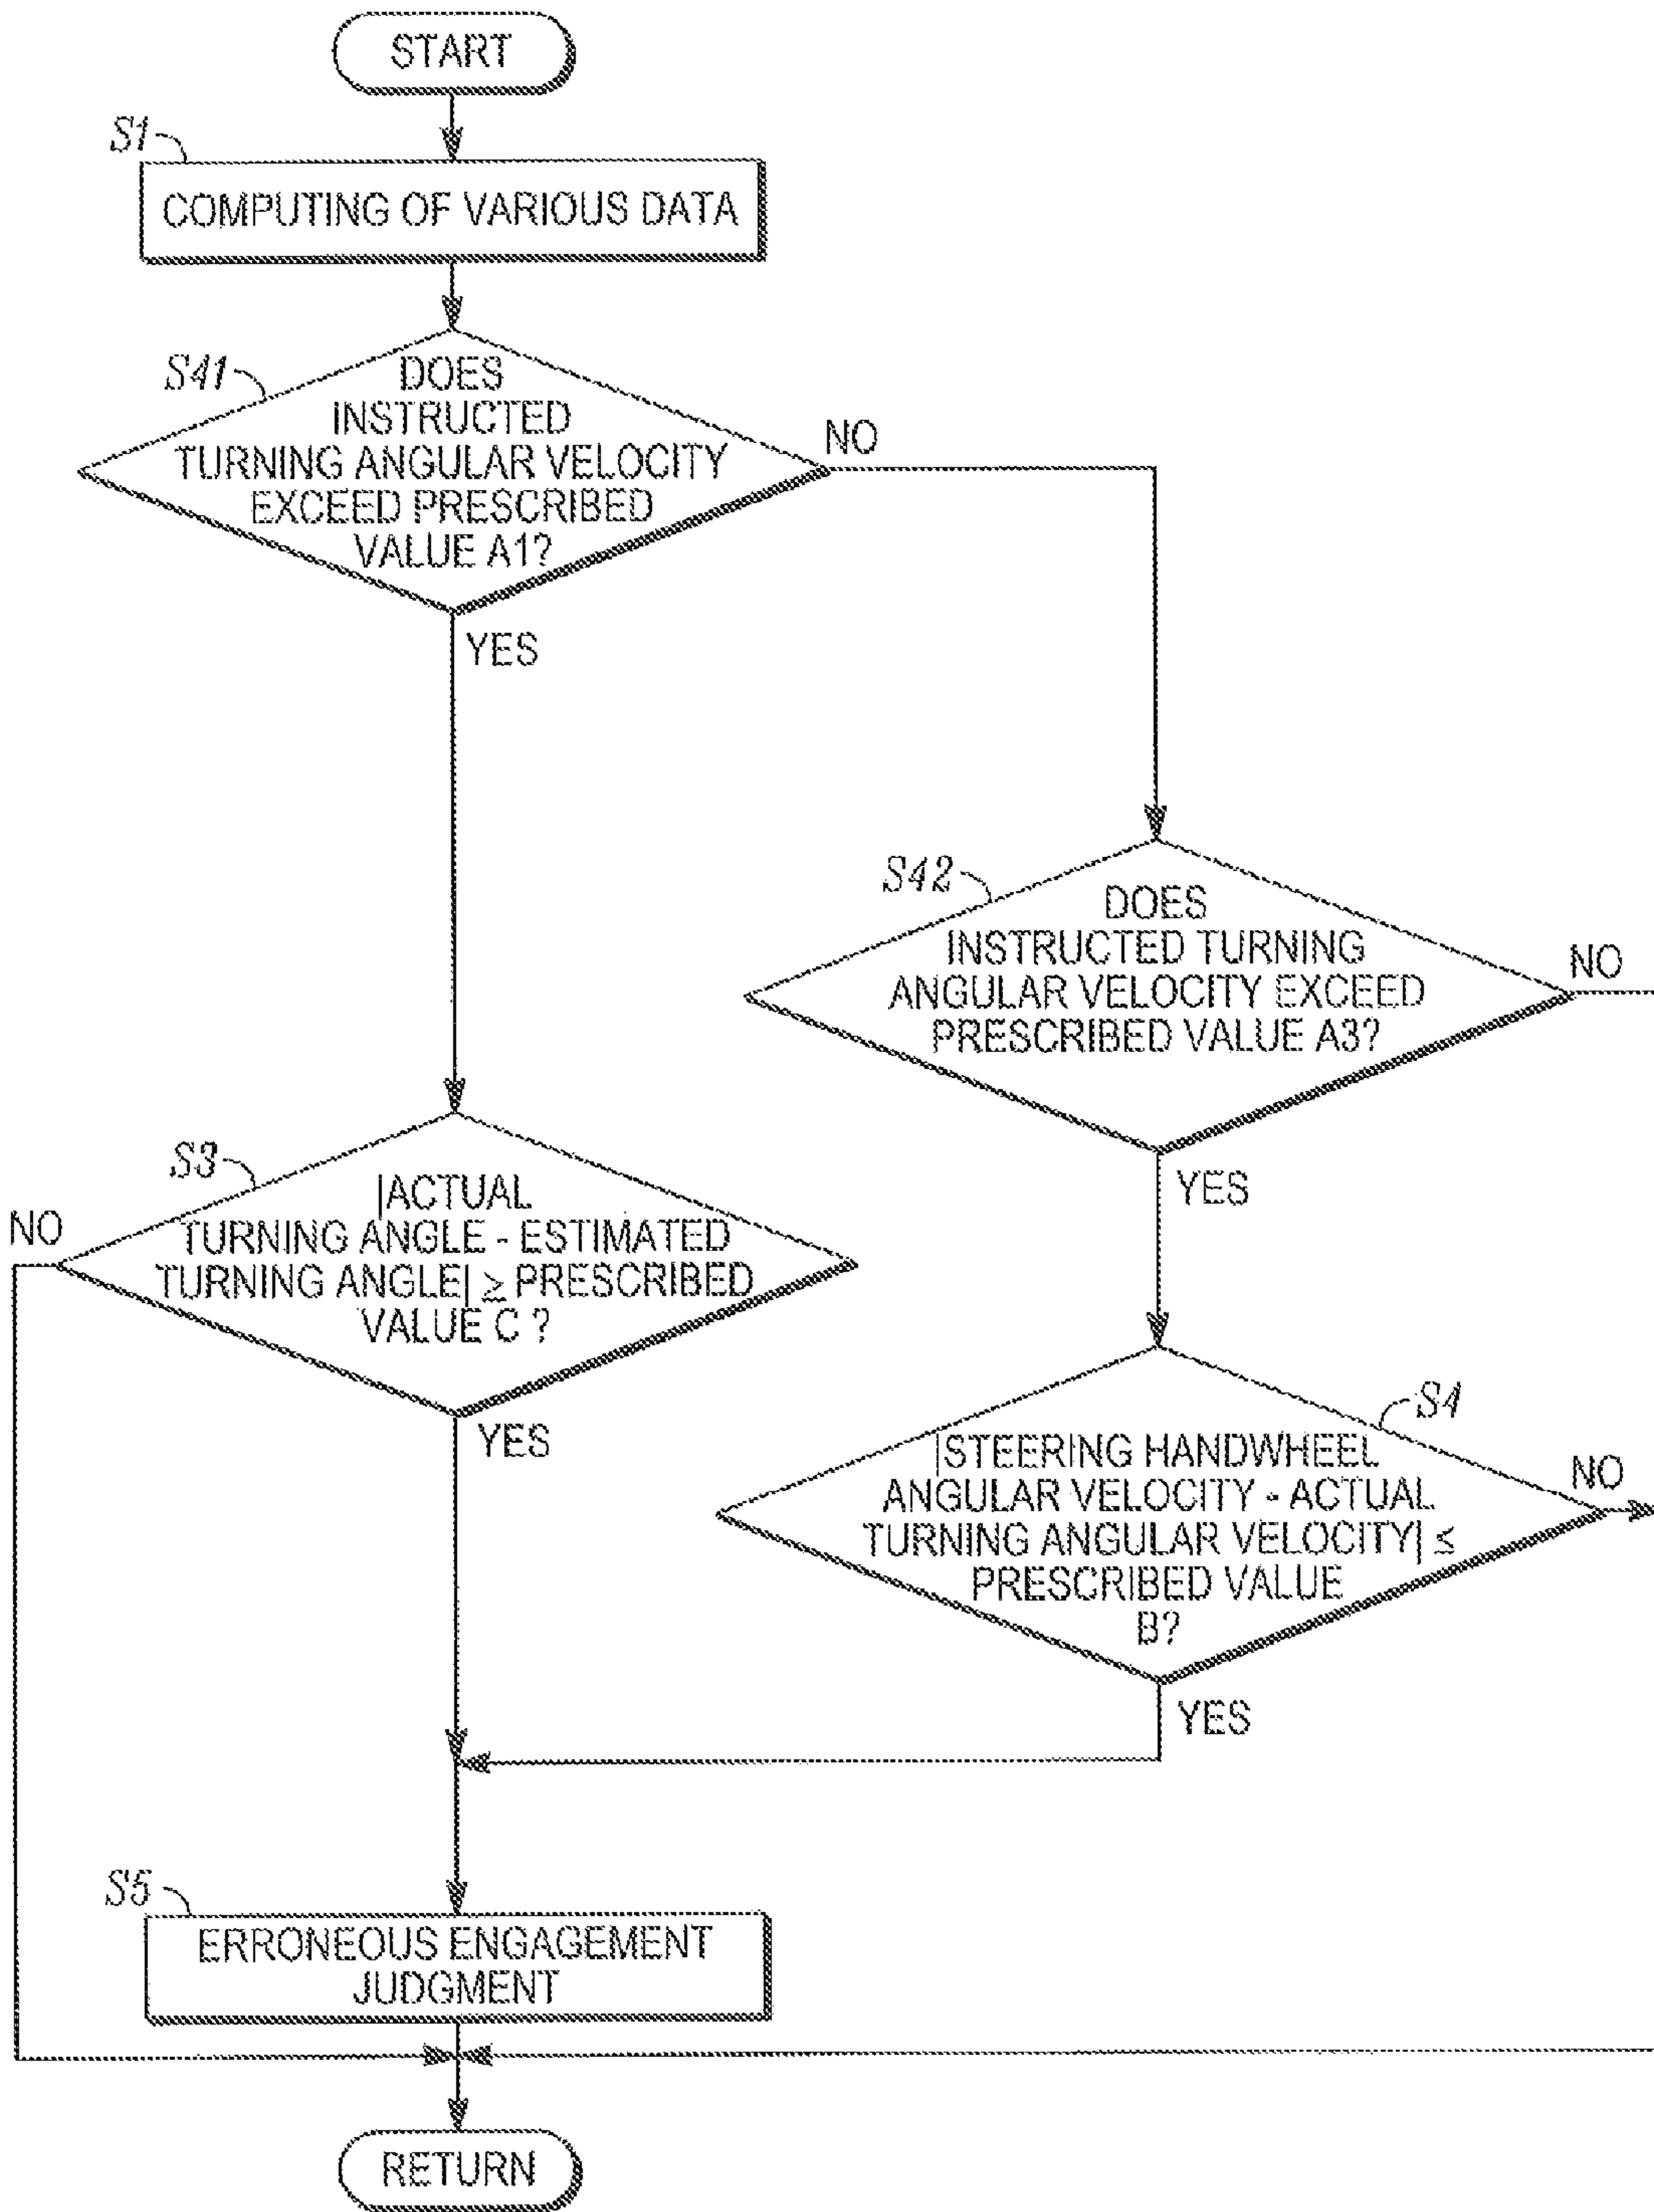 START
S1
COMPUTING OF VARIOUS DATA
S41
DOES
INSTRUCTED
TURNING ANGULAR VELOCITY
EXCEED PRESCRIBED
VALUE A1?
NO
YES
S42
DOES
INSTRUCTED TURNING
ANGULAR VELOCITY EXCEED
PRESCRIBED VALUE A3?
NO
YES
S3
|ACTUAL
TURNING ANGLE - ESTIMATED
TURNING ANGLE| ≥ PRESCRIBED
VALUE C ?
NO
YES
S4
|STEERING HANDWHEEL
ANGULAR VELOCITY - ACTUAL
TURNING ANGULAR VELOCITY| ≤
PRESCRIBED VALUE
B?
NO
YES
S5
ERRONEOUS ENGAGEMENT
JUDGMENT
RETURN